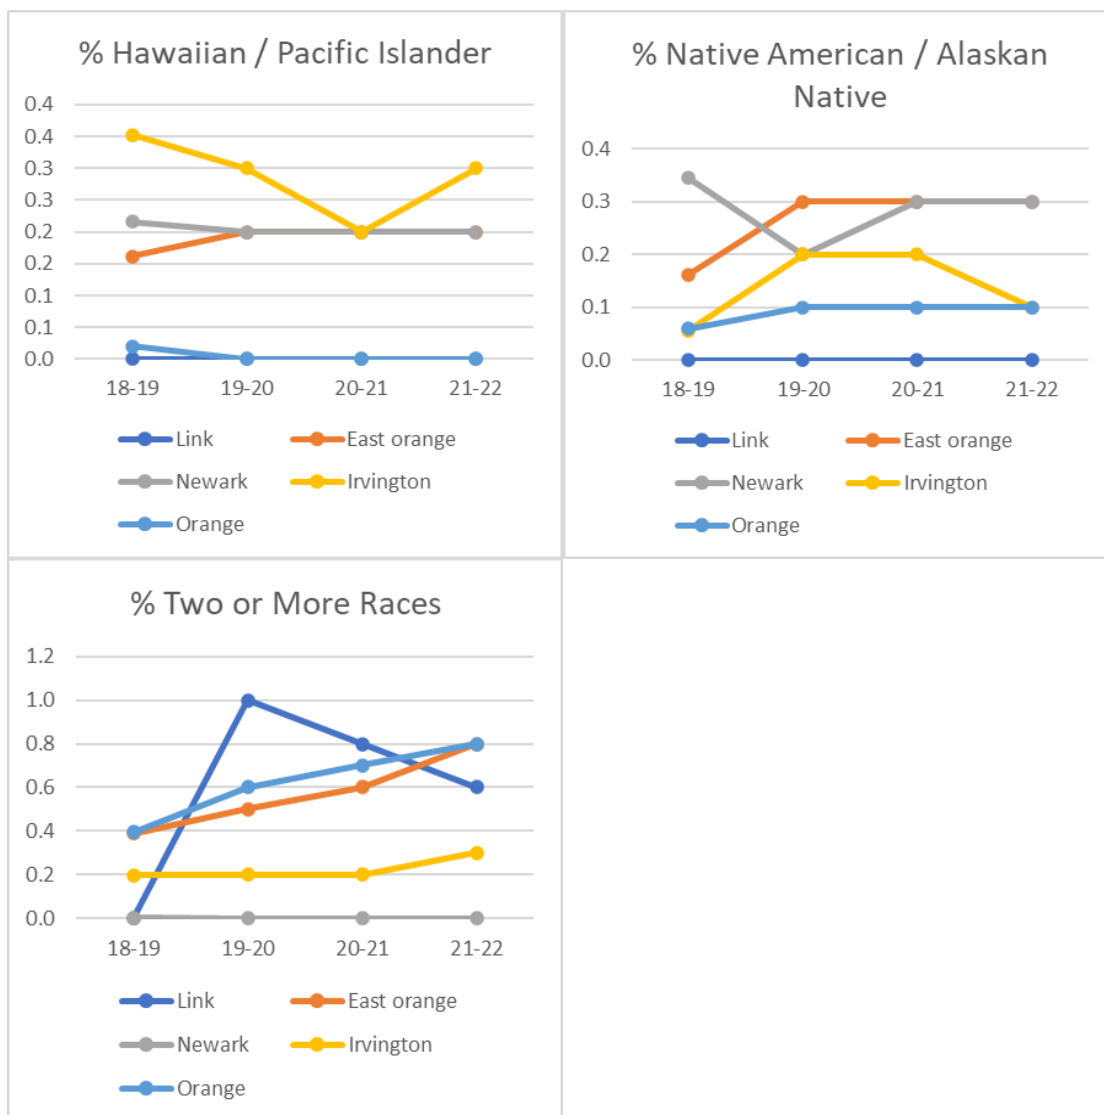 % Hawaiian / Pacific Islander
0.4
0.4
0.3
0.3
0.2
0.2
0.1
0.1
0.0
18-19 19-20 20-21 21-22
Link East orange
Newark Irvington
Orange
% Native American / Alaskan
Native
0.4
0.3
0.2
0.1
0.0
18-19 19-20 20-21 21-22
Link East orange
Newark Irvington
Orange
% Two or More Races
1.2
1.0
0.8
0.6
0.4
0.2
0.0
18-19 19-20 20-21 21-22
Link East orange
Newark Irvington
Orange